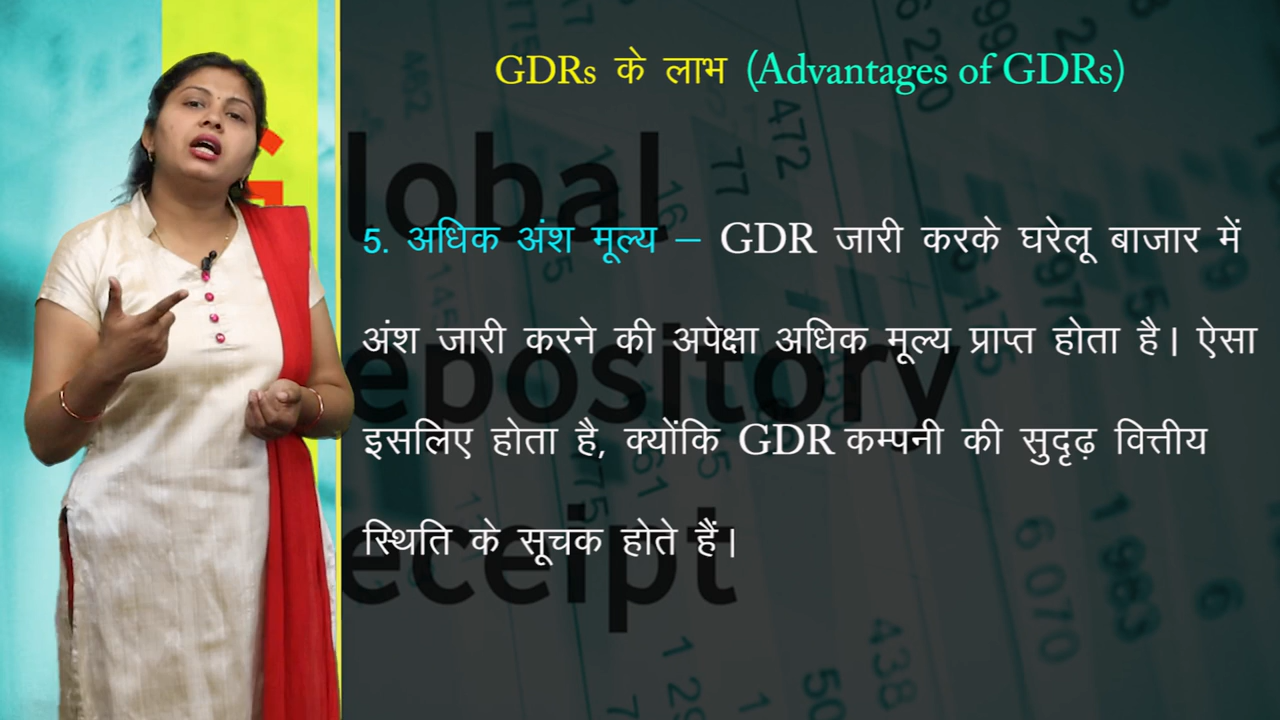 GDRs के लाभ (Advantages of GDRs)
5. अधिक अंश मूल्य – GDR जारी करके घरेलू बाजार में
अंश जारी करने की अपेक्षा अधिक मूल्य प्राप्त होता है। ऐसा
इसलिए होता है, क्योंकि GDR कम्पनी की सुदृढ़ वित्तीय
स्थिति के सूचक होते हैं।
lobal
epository
eceipt